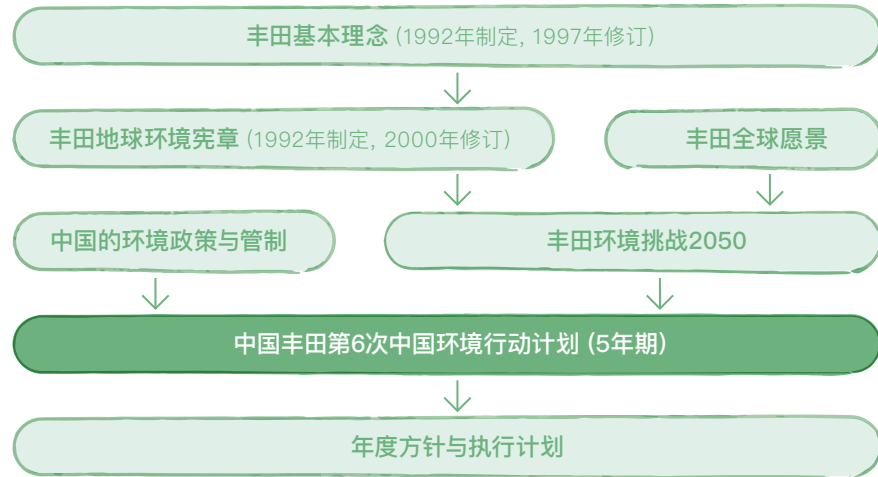 丰田基本理念 (1992年制定, 1997年修订)
丰田地球环境宪章 (1992年制定, 2000年修订)
丰田全球愿景
中国的环境政策与管制
丰田环境挑战2050
中国丰田第6次中国环境行动计划 (5年期)
年度方针与执行计划